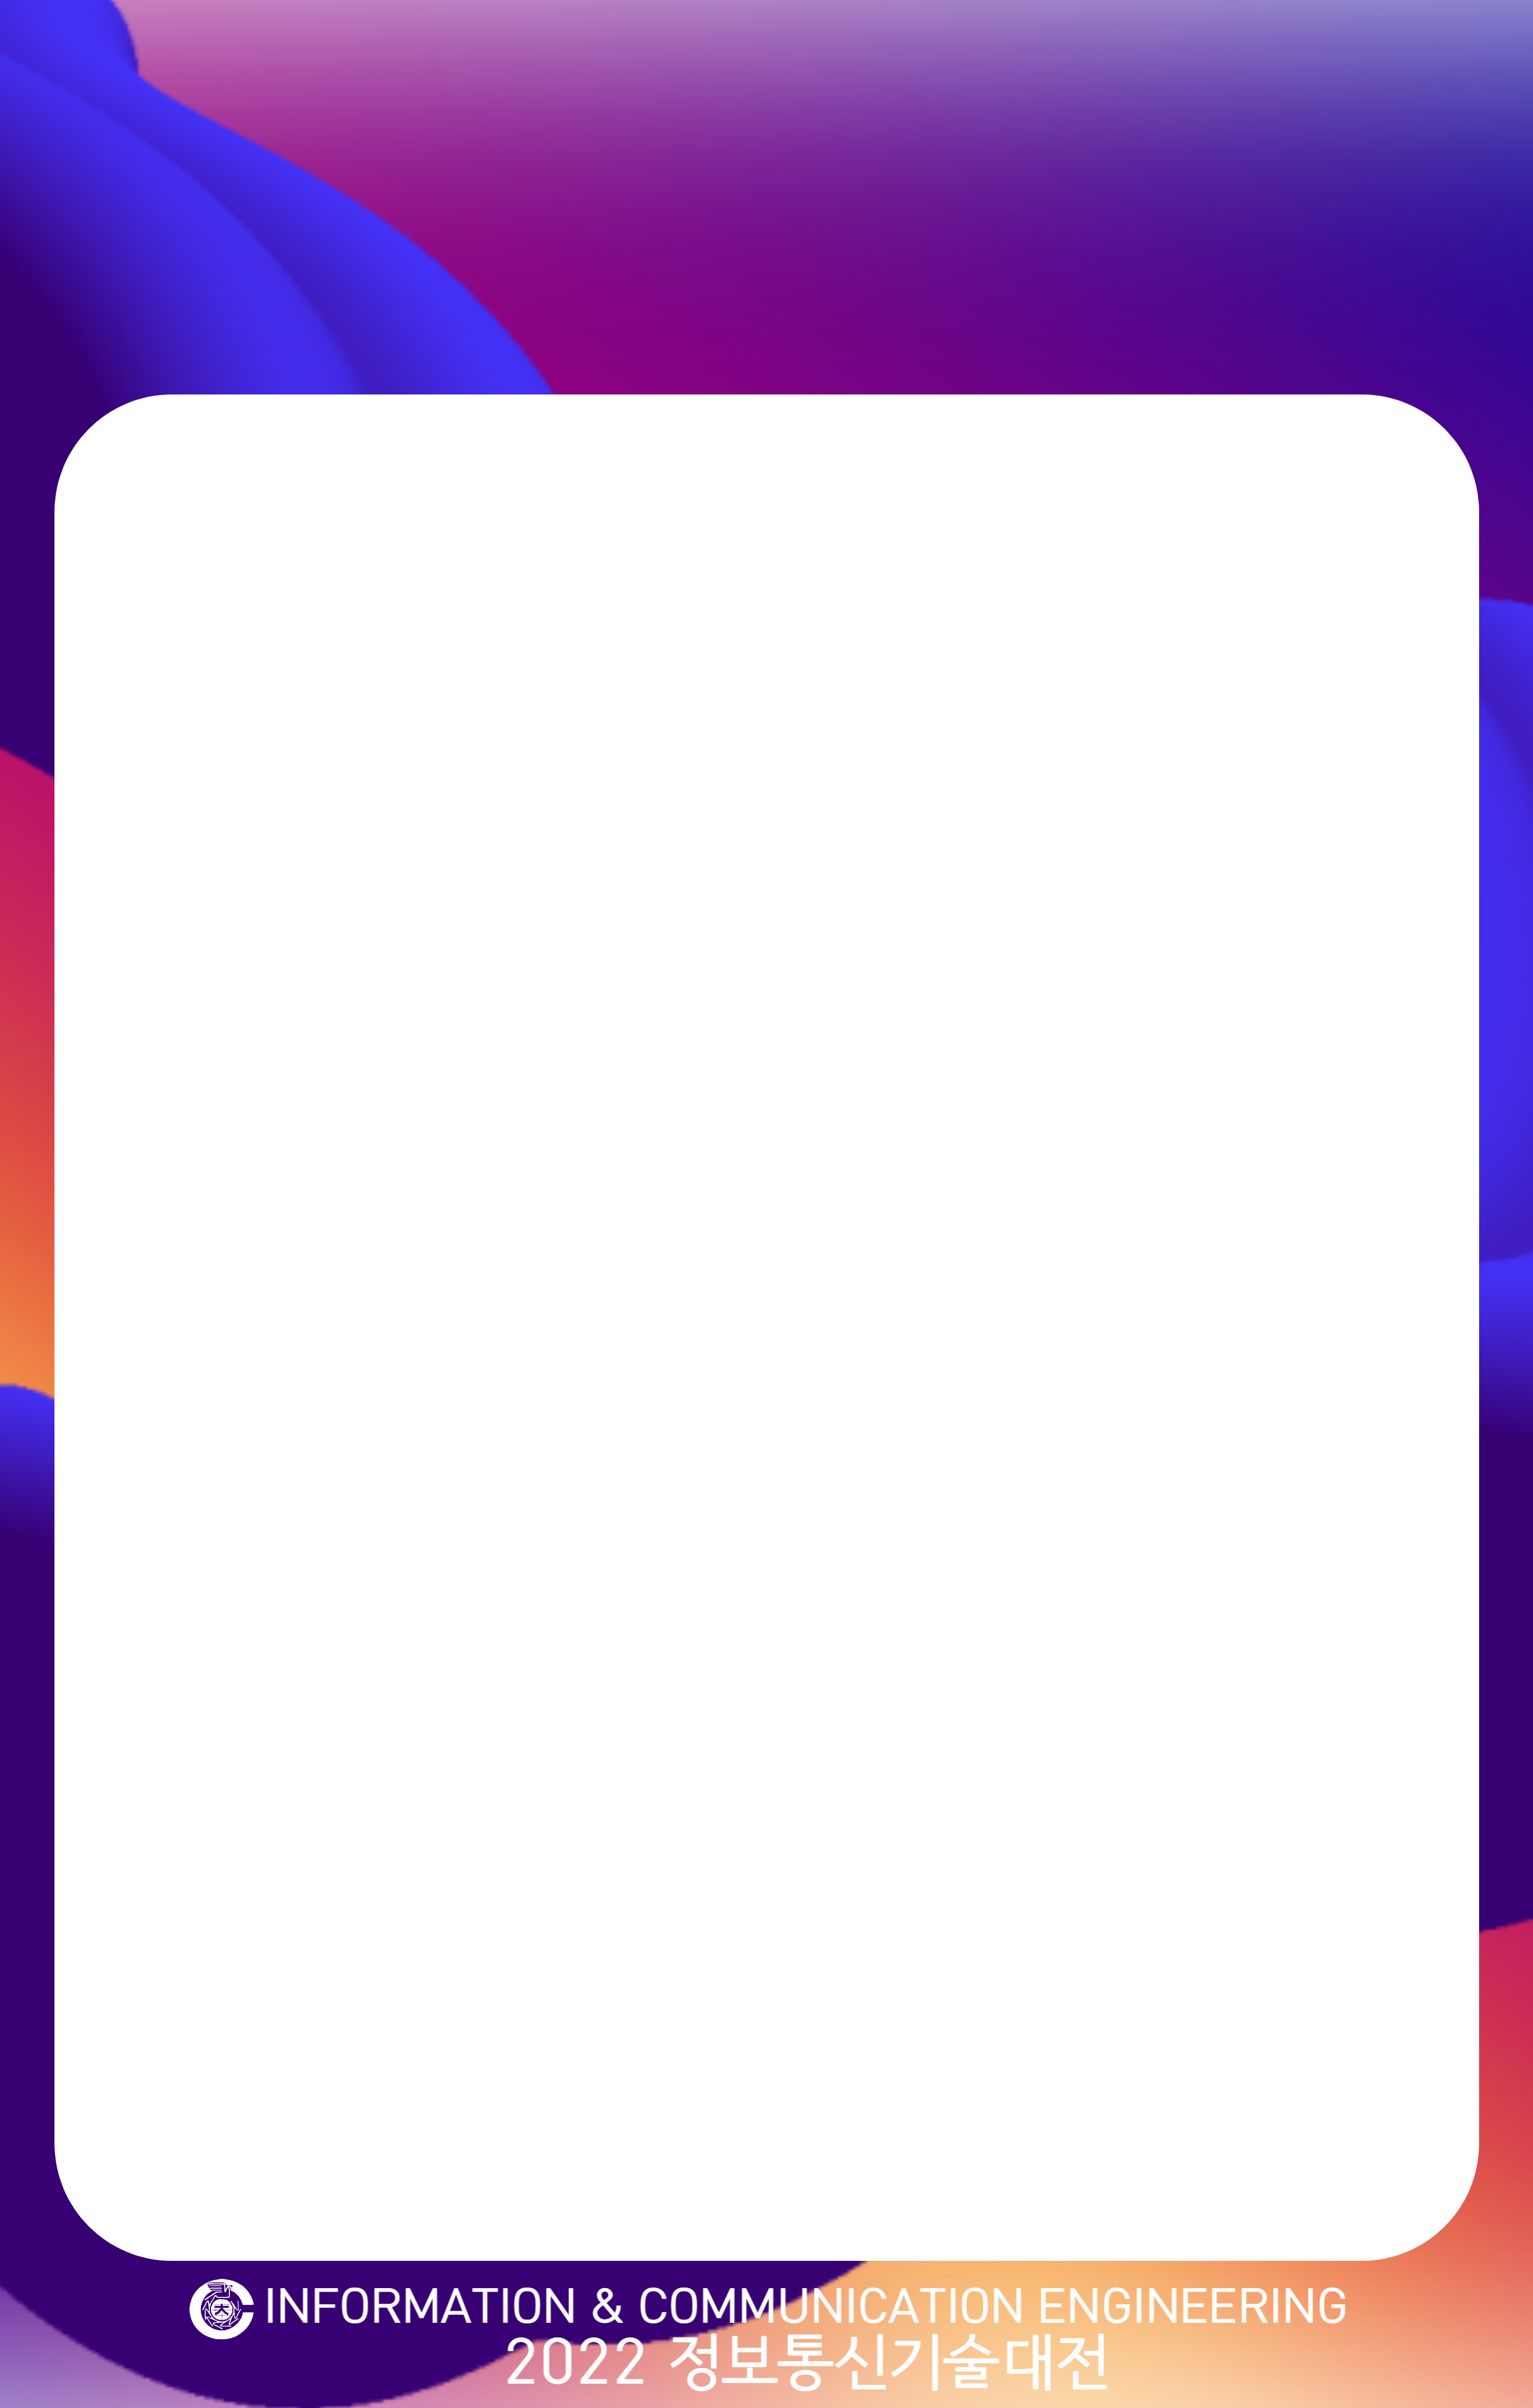 INFORMATION & COMMUNICATION ENGINEERING
2022 정보통신기술대전